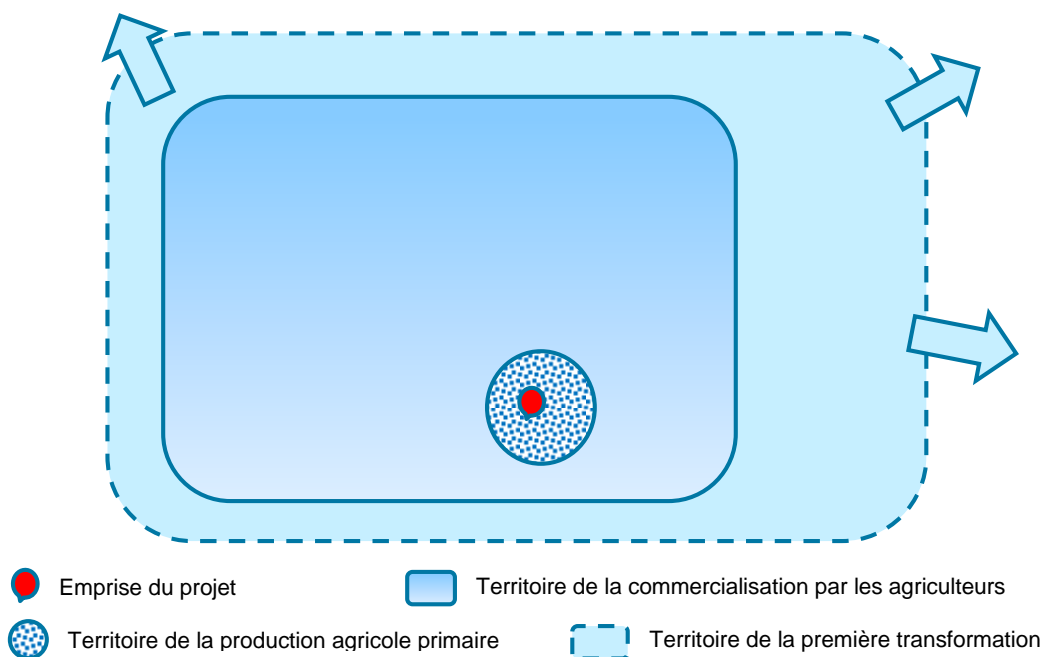 Emprise du projet
Territoire de la commercialisation par les agriculteurs
Territoire de la production agricole primaire
Territoire de la première transformation